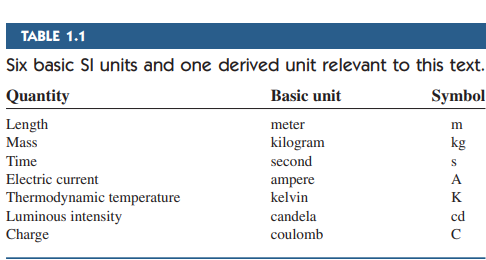 TABLE 1.1
Six basic SI units and one derived unit relevant to this text.
Quantity Basic unit Symbol
Length meter m
Mass kilogram kg
Time second s
Electric current ampere A
Thermodynamic temperature kelvin K
Luminous intensity candela cd
Charge coulomb C